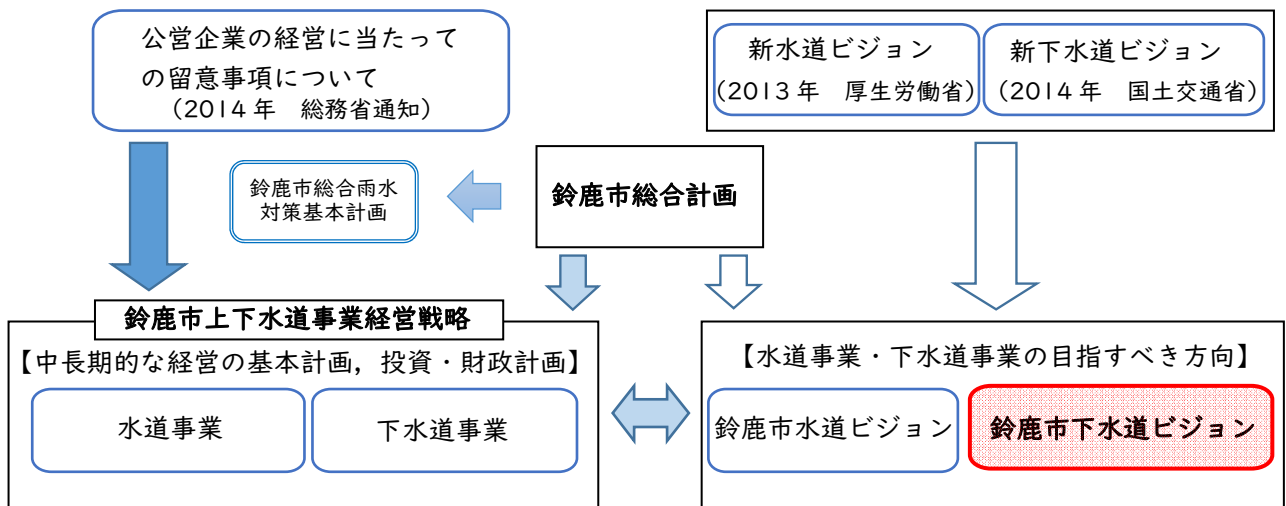 公営企業の経営に当たって
の留意事項について
（2014年　総務省通知）
新水道ビジョン
（2013年　厚生労働省）
新下水道ビジョン
（2014年　国土交通省）
鈴鹿市総合雨水
対策基本計画
鈴鹿市総合計画
鈴鹿市上下水道事業経営戦略
【中長期的な経営の基本計画，投資・財政計画】
水道事業
下水道事業
【水道事業・下水道事業の目指すべき方向】
鈴鹿市水道ビジョン
鈴鹿市下水道ビジョン